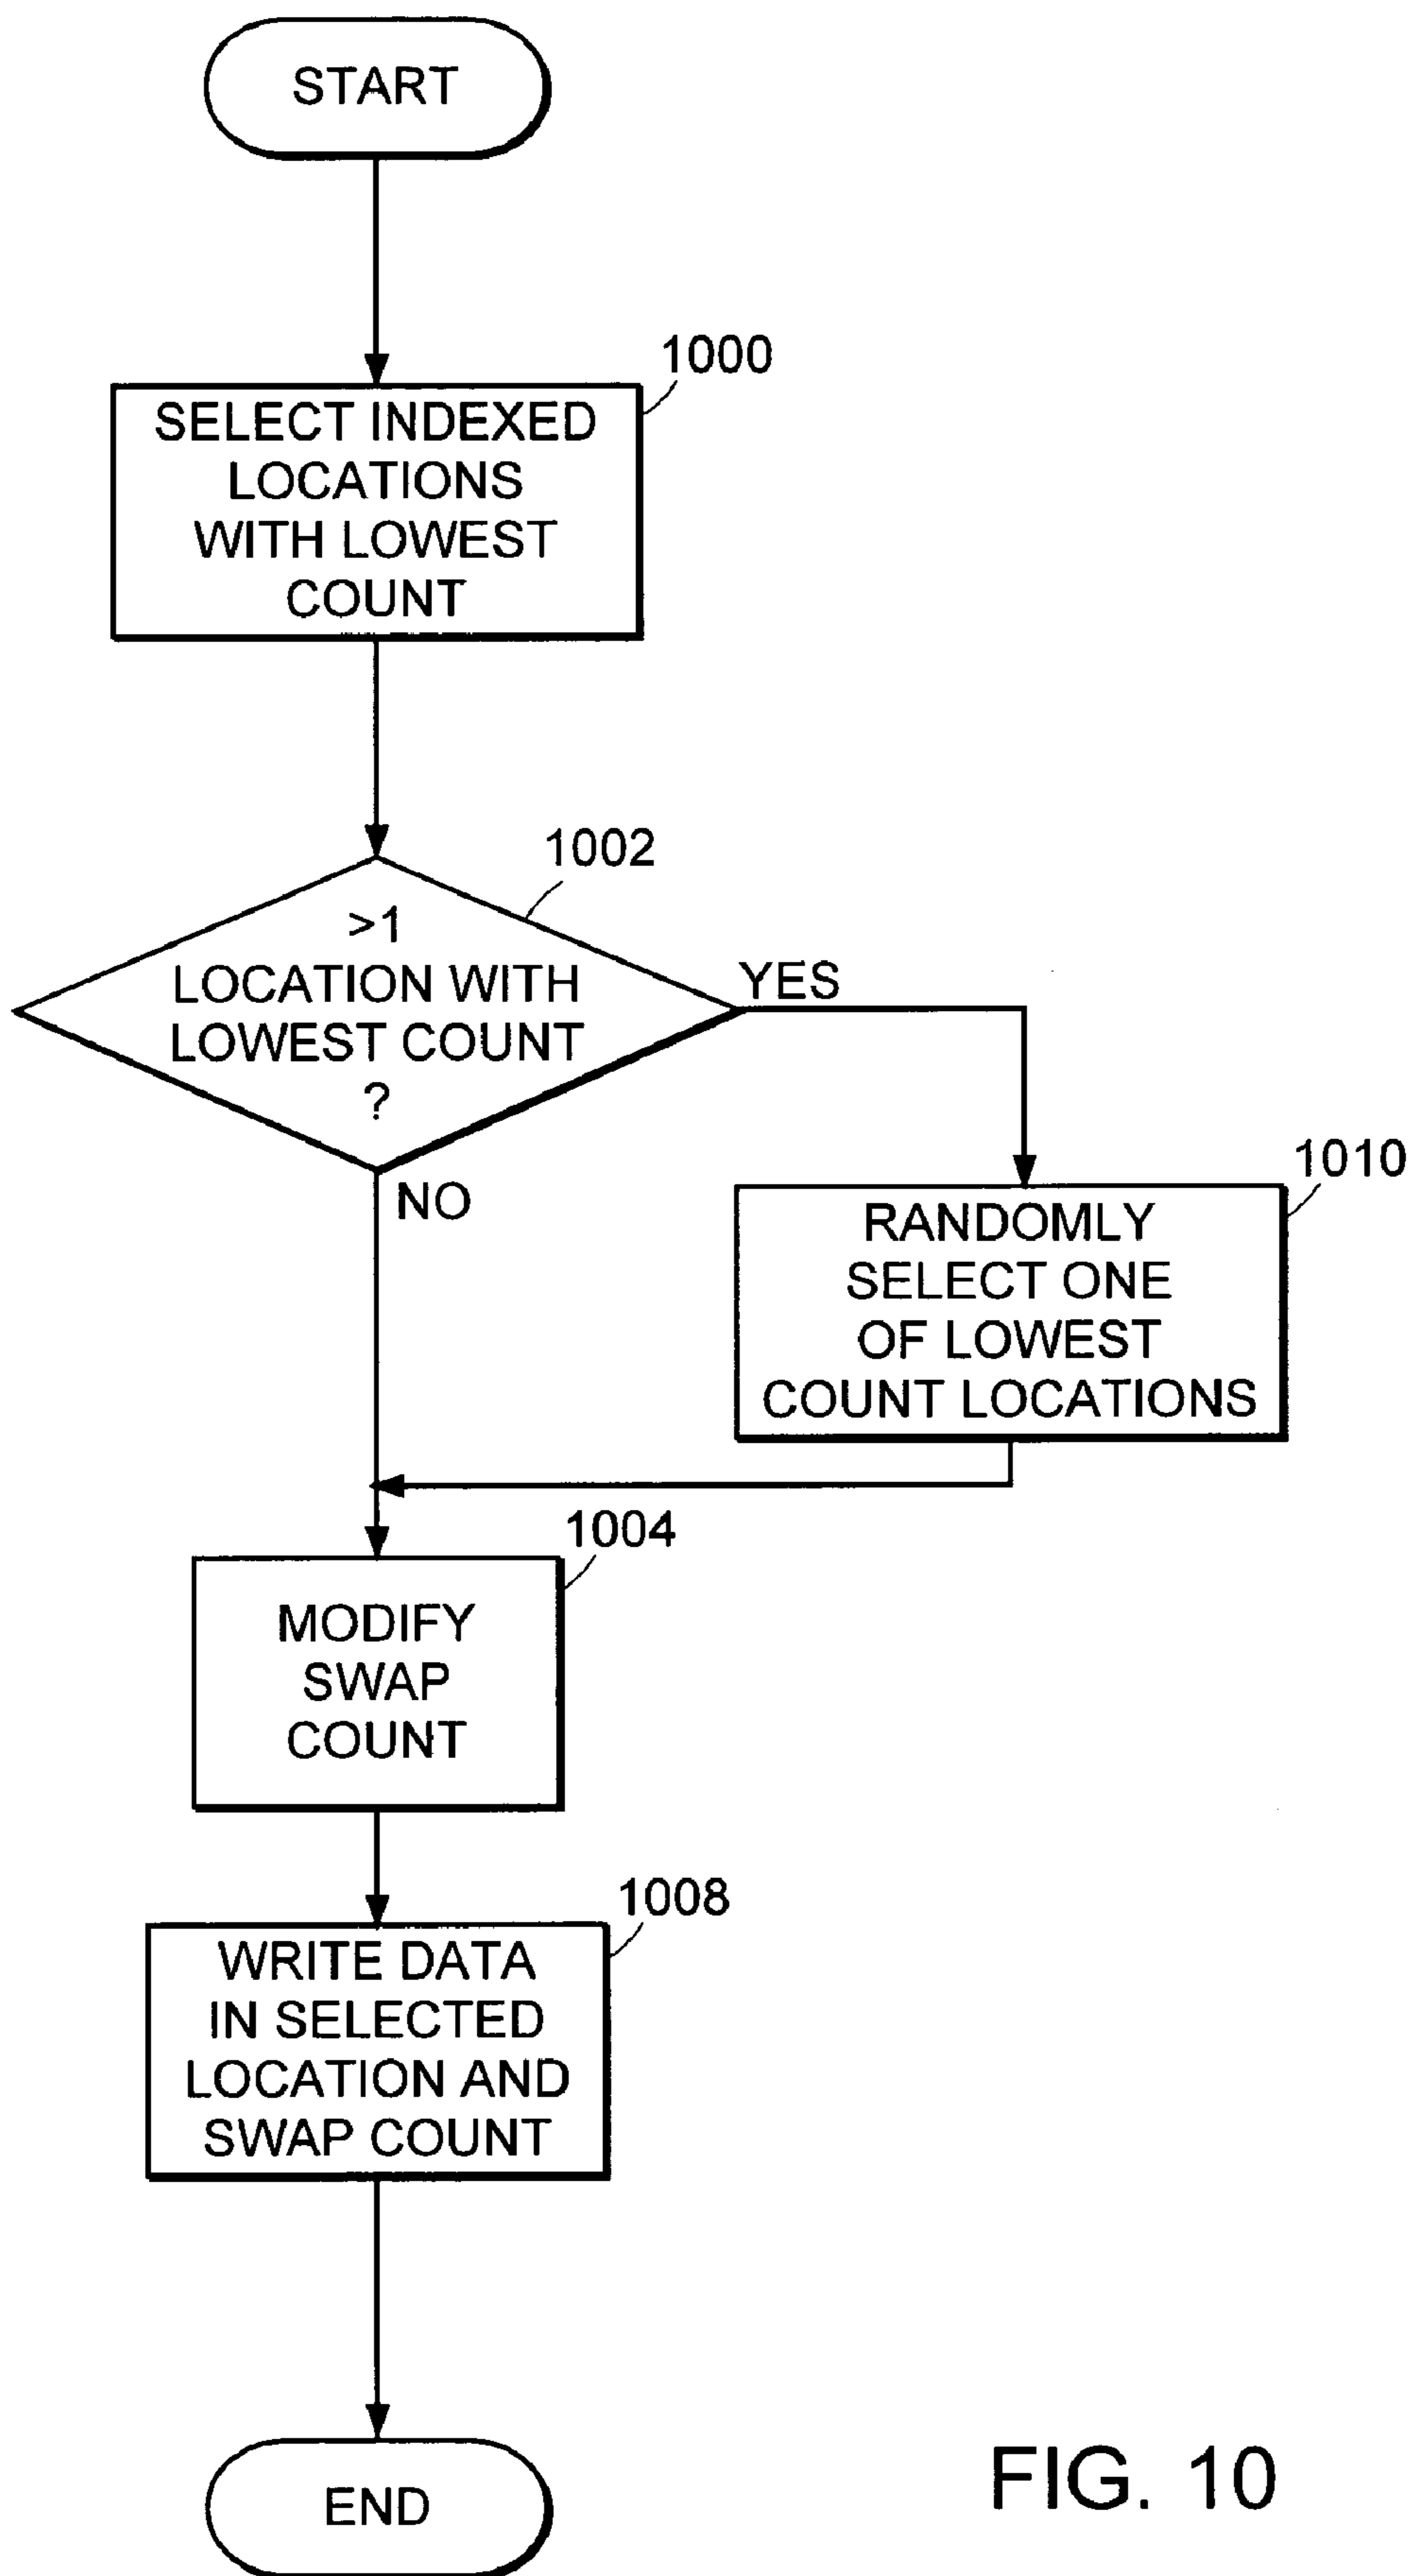 START
1000
SELECT INDEXED
LOCATIONS
WITH LOWEST
COUNT
1002
>1
LOCATION WITH
LOWEST COUNT
?
YES
NO
1010
RANDOMLY
SELECT ONE
OF LOWEST
COUNT LOCATIONS
1004
MODIFY
SWAP
COUNT
1008
WRITE DATA
IN SELECTED
LOCATION AND
SWAP COUNT
END
FIG. 10